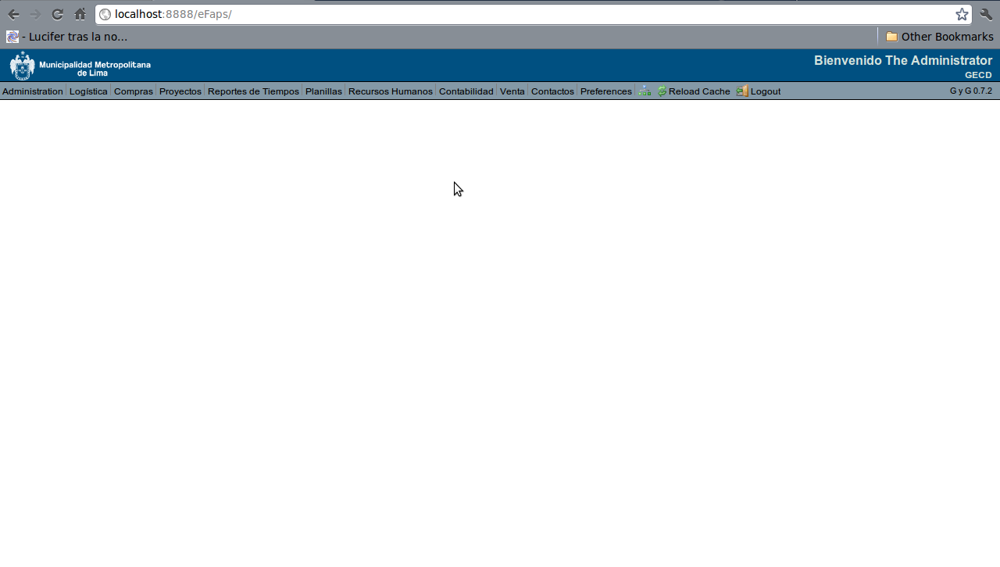 localhost:8888/eFaps/
- Lucifer tras la no...
Other Bookmarks
Municipalidad Metropolitana
de Lima
Bienvenido The Administrator
GECD
Administration Logística Compras Proyectos Reportes de Tiempos Planillas Recursos Humanos Contabilidad Venta Contactos Preferences Reload Cache Logout G y G 0.7.2